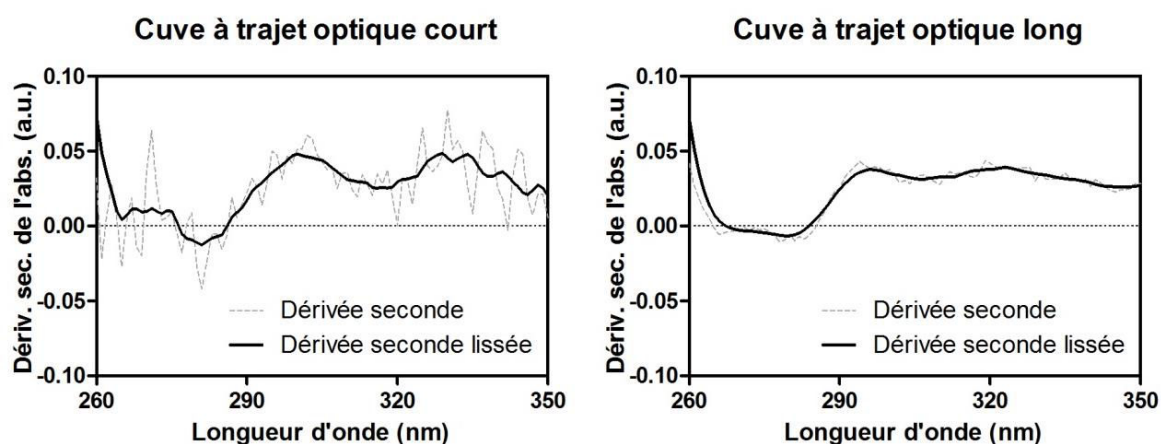 Cuve à trajet optique court
Dériv. sec. de l'abs. (a.u.)
0.10
0.05
0.00
-0.05
-0.10
Dérivée seconde
Dérivée seconde lissée
260
290
320
350
Longueur d'onde (nm)
Cuve à trajet optique long
Dériv. sec. de l'abs. (a.u.)
0.10
0.05
0.00
-0.05
-0.10
Dérivée seconde
Dérivée seconde lissée
260
290
320
350
Longueur d'onde (nm)